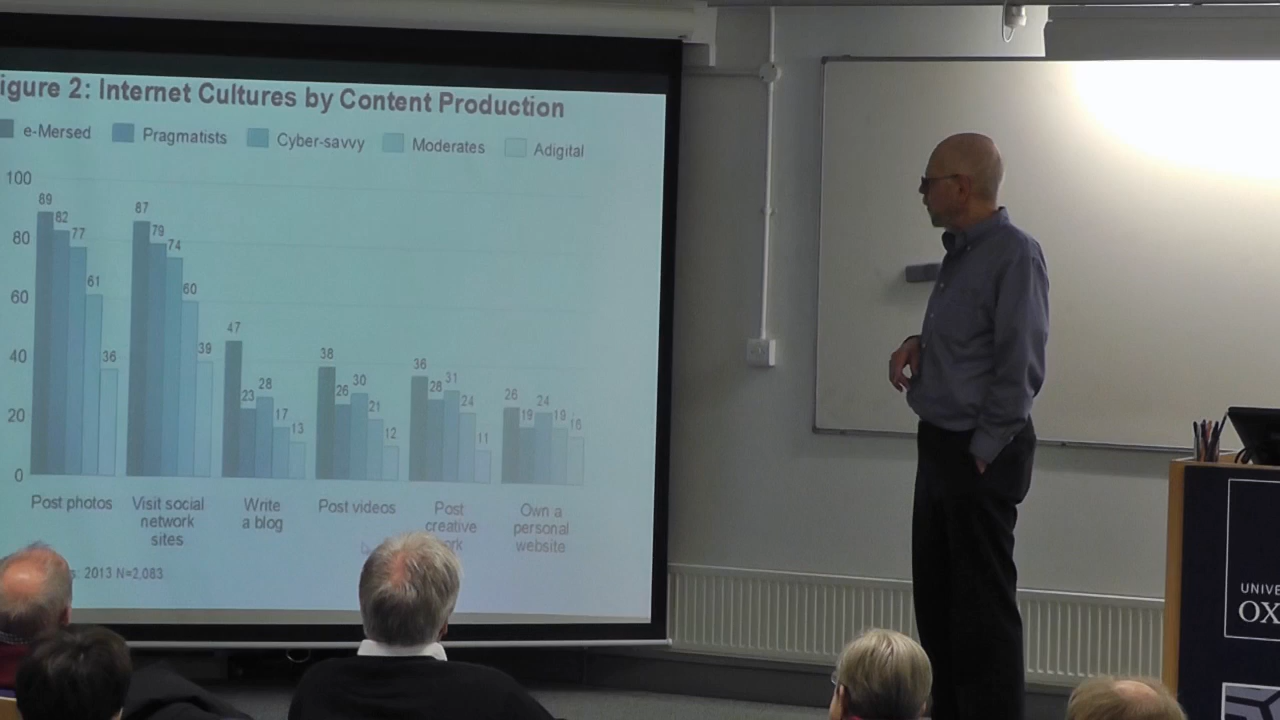 igure 2: Internet Cultures by Content Production
e-Mersed Pragmatists Cyber-savvy Moderates Adigital
100
80
60
40
20
0
89 82 77 61 36
87 79 74 60 39
47 23 28 17 13
38 26 30 21 12
36 28 31 24 11
26 19 24 19 16
Post photos
Visit social
network
sites
Write
a blog
Post videos
Post
creative
Own a
personal
website
: 2013 N=2,083
UNIVE
OX